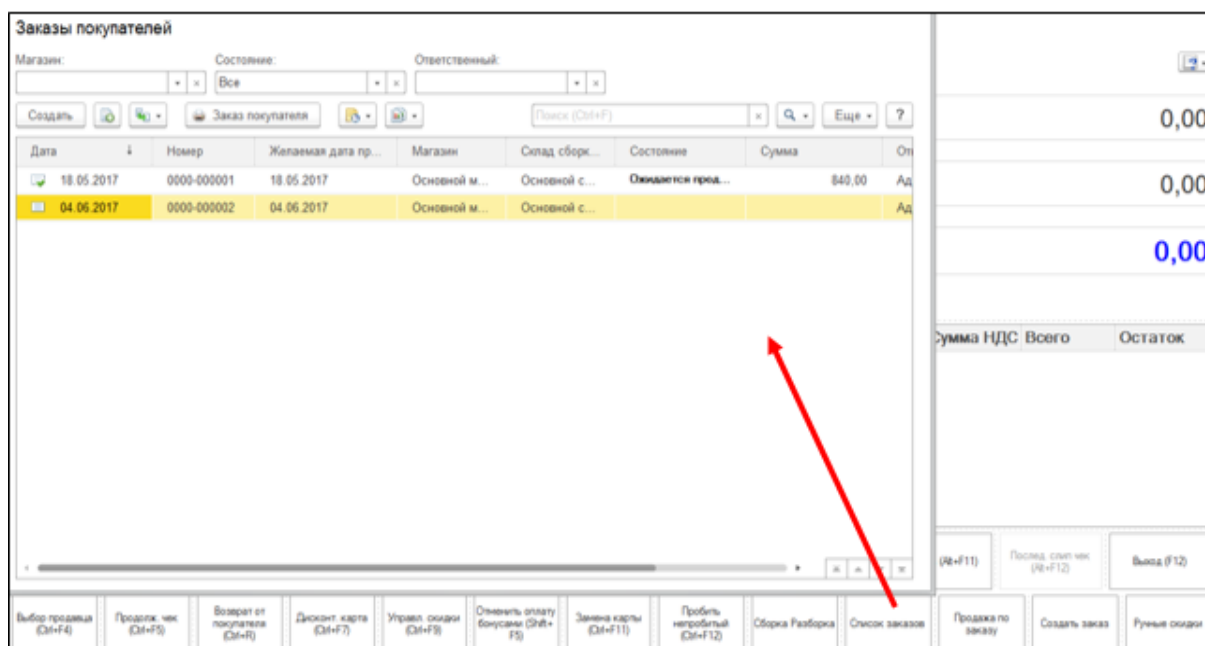 Заказы покупателей
Магазин: Состояние: Ответственный:
Все
Создать Заказ покупателя Поиск (Ctrl+F) Еще ?
Дата Номер Желаемая дата пр... Магазин Склад сборк... Состояние Сумма От
18.05.2017 0000-000001 18.05.2017 Основной м... Основной с... Ожидается прод... 840,00 Ад
04.06.2017 0000-000002 04.06.2017 Основной м... Основной с... Ад
0,00
0,00
0,00
Сумма НДС Всего Остаток
(Alt+F11) Послед. слип чек (Alt+F12) Выход (F12)
Выбор продавца (Ctrl+F4) Продолж. чек (Ctrl+F5) Возврат от покупателя (Ctrl+R) Дисконт. карта (Ctrl+F7) Управл. скидки (Ctrl+F9) Отменить оплату бонусами (Shift+F5) Замена карты (Ctrl+F11) Пробить непробитый (Ctrl+F12) Сборка Разборка Список заказов Продажа по заказу Создать заказ Ручные скидки